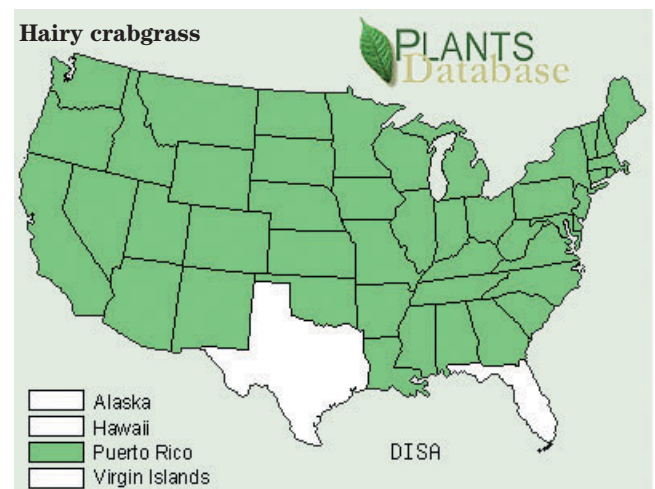 Hairy crabgrass
PLANTS
Database
Alaska
Hawaii
Puerto Rico
Virgin Islands
DISA